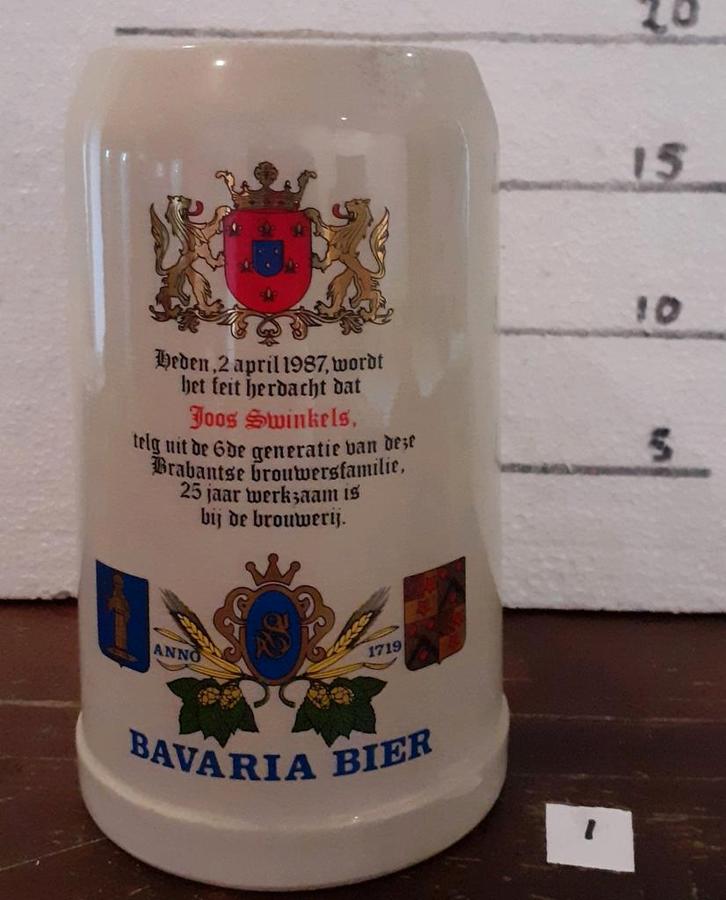 20
15
10
5
Heden, 2 april 1987, wordt
het feit herdacht dat
Joos Swinkels,
telg uit de 6de generatie van deze
Brabantse brouwersfamilie,
25 jaar werkzaam is
bij de brouwerij.
ANNO 1719
BAVARIA BIER
1